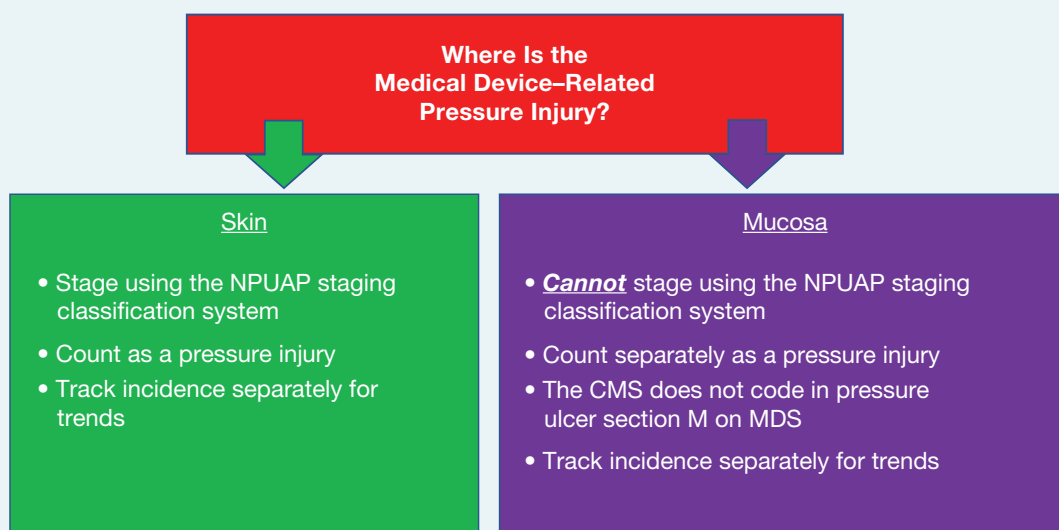 Where Is the
Medical Device–Related
Pressure Injury?
Skin
• Stage using the NPUAP staging
classification system
• Count as a pressure injury
• Track incidence separately for
trends
Mucosa
• Cannot stage using the NPUAP staging
classification system
• Count separately as a pressure injury
• The CMS does not code in pressure
ulcer section M on MDS
• Track incidence separately for trends